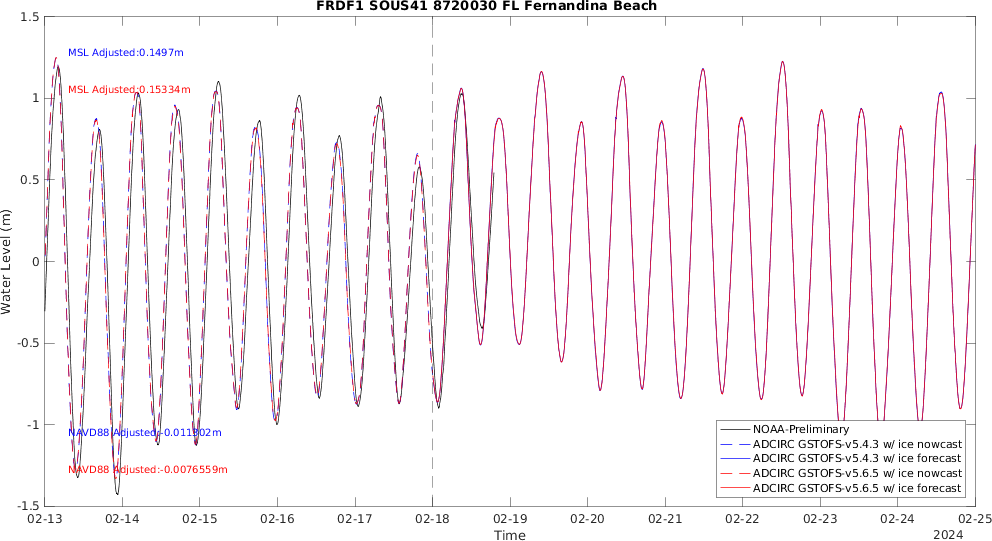 FRDF1 SOUS41 8720030 FL Fernandina Beach
1.5
1
0.5
0
-0.5
-1
-1.5
Water Level (m)
MSL Adjusted:0.1497m
MSL Adjusted:0.15334m
NAVD88 Adjusted:-0.011302m
NAVD88 Adjusted:-0.0076559m
NOAA-Preliminary
ADCIRC GSTOFS-v5.4.3 w/ ice nowcast
ADCIRC GSTOFS-v5.4.3 w/ ice forecast
ADCIRC GSTOFS-v5.6.5 w/ ice nowcast
ADCIRC GSTOFS-v5.6.5 w/ ice forecast
02-13 02-14 02-15 02-16 02-17 02-18 02-19 02-20 02-21 02-22 02-23 02-24 02-25
Time
2024